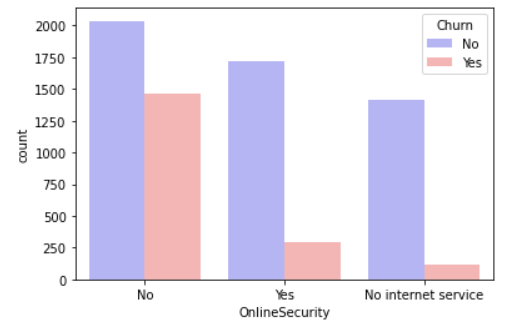 Churn
No
Yes
2000
1750
1500
1250
1000
750
500
250
0
count
No
Yes
No internet service
OnlineSecurity